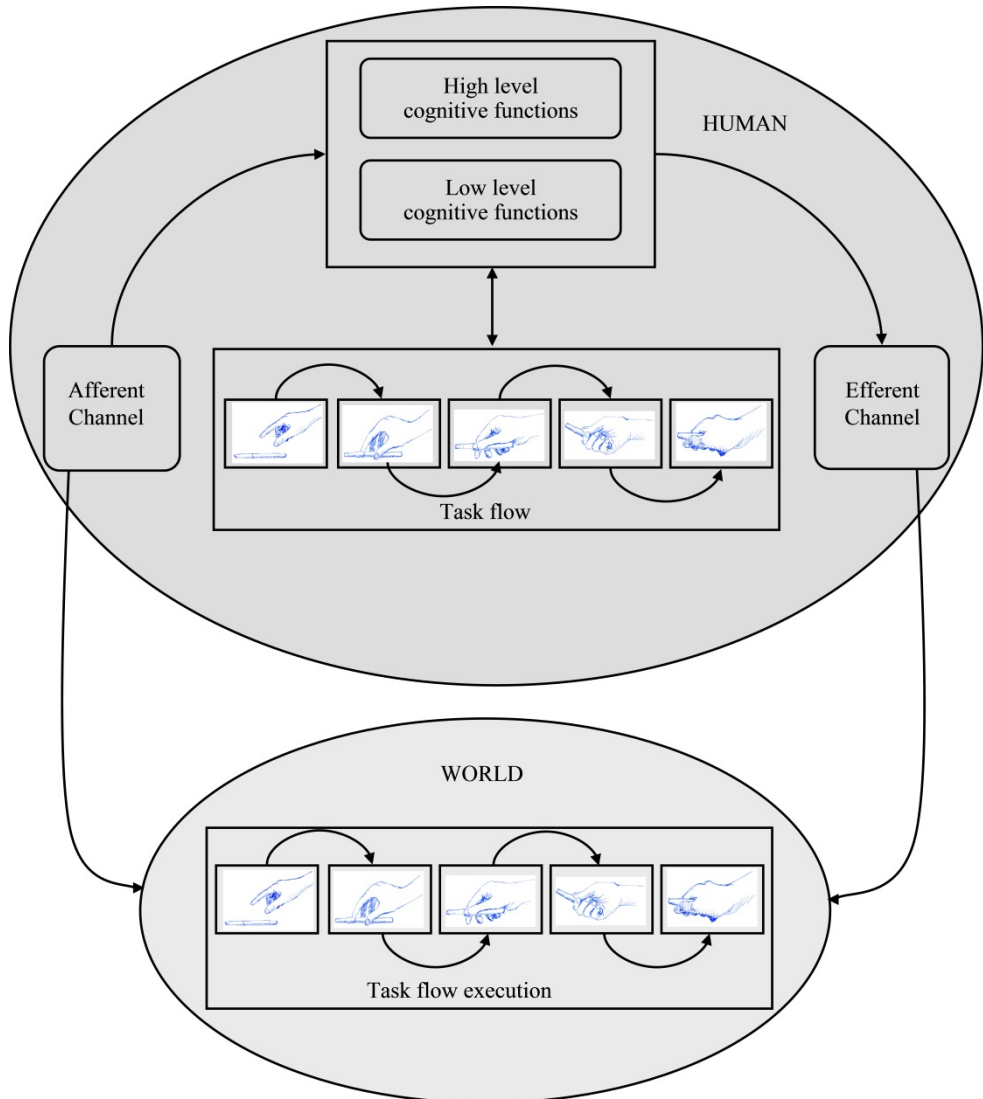 High level
cognitive functions
HUMAN
Low level
cognitive functions
Afferent
Channel
Efferent
Channel
Task flow
WORLD
Task flow execution